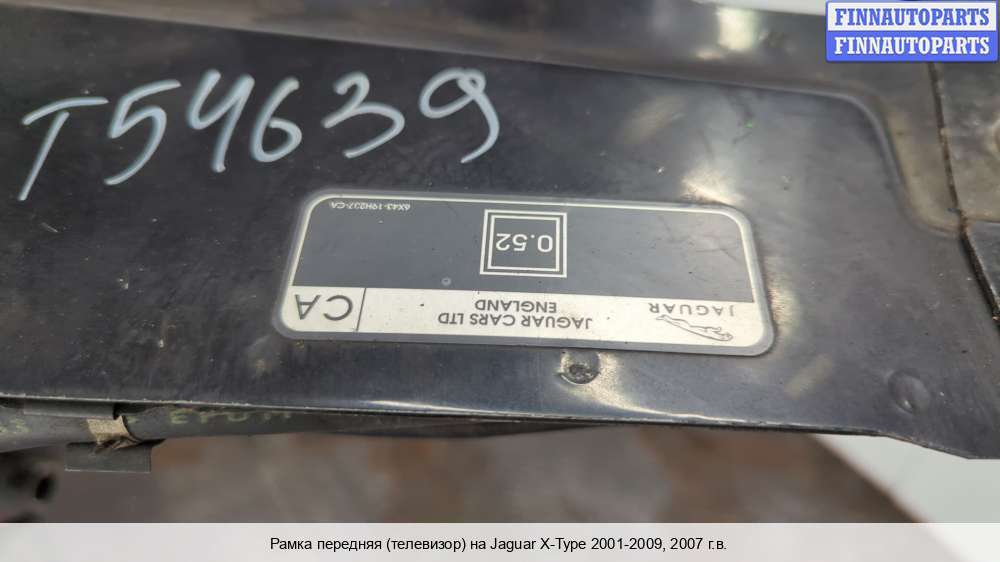 FINNAUTOPARTS
FINNAUTOPARTS
T54639
JAGUAR
JAGUAR CARS LTD
ENGLAND
CA
0.52
Рамка передняя (телевизор) на Jaguar X-Type 2001-2009, 2007 г.в.